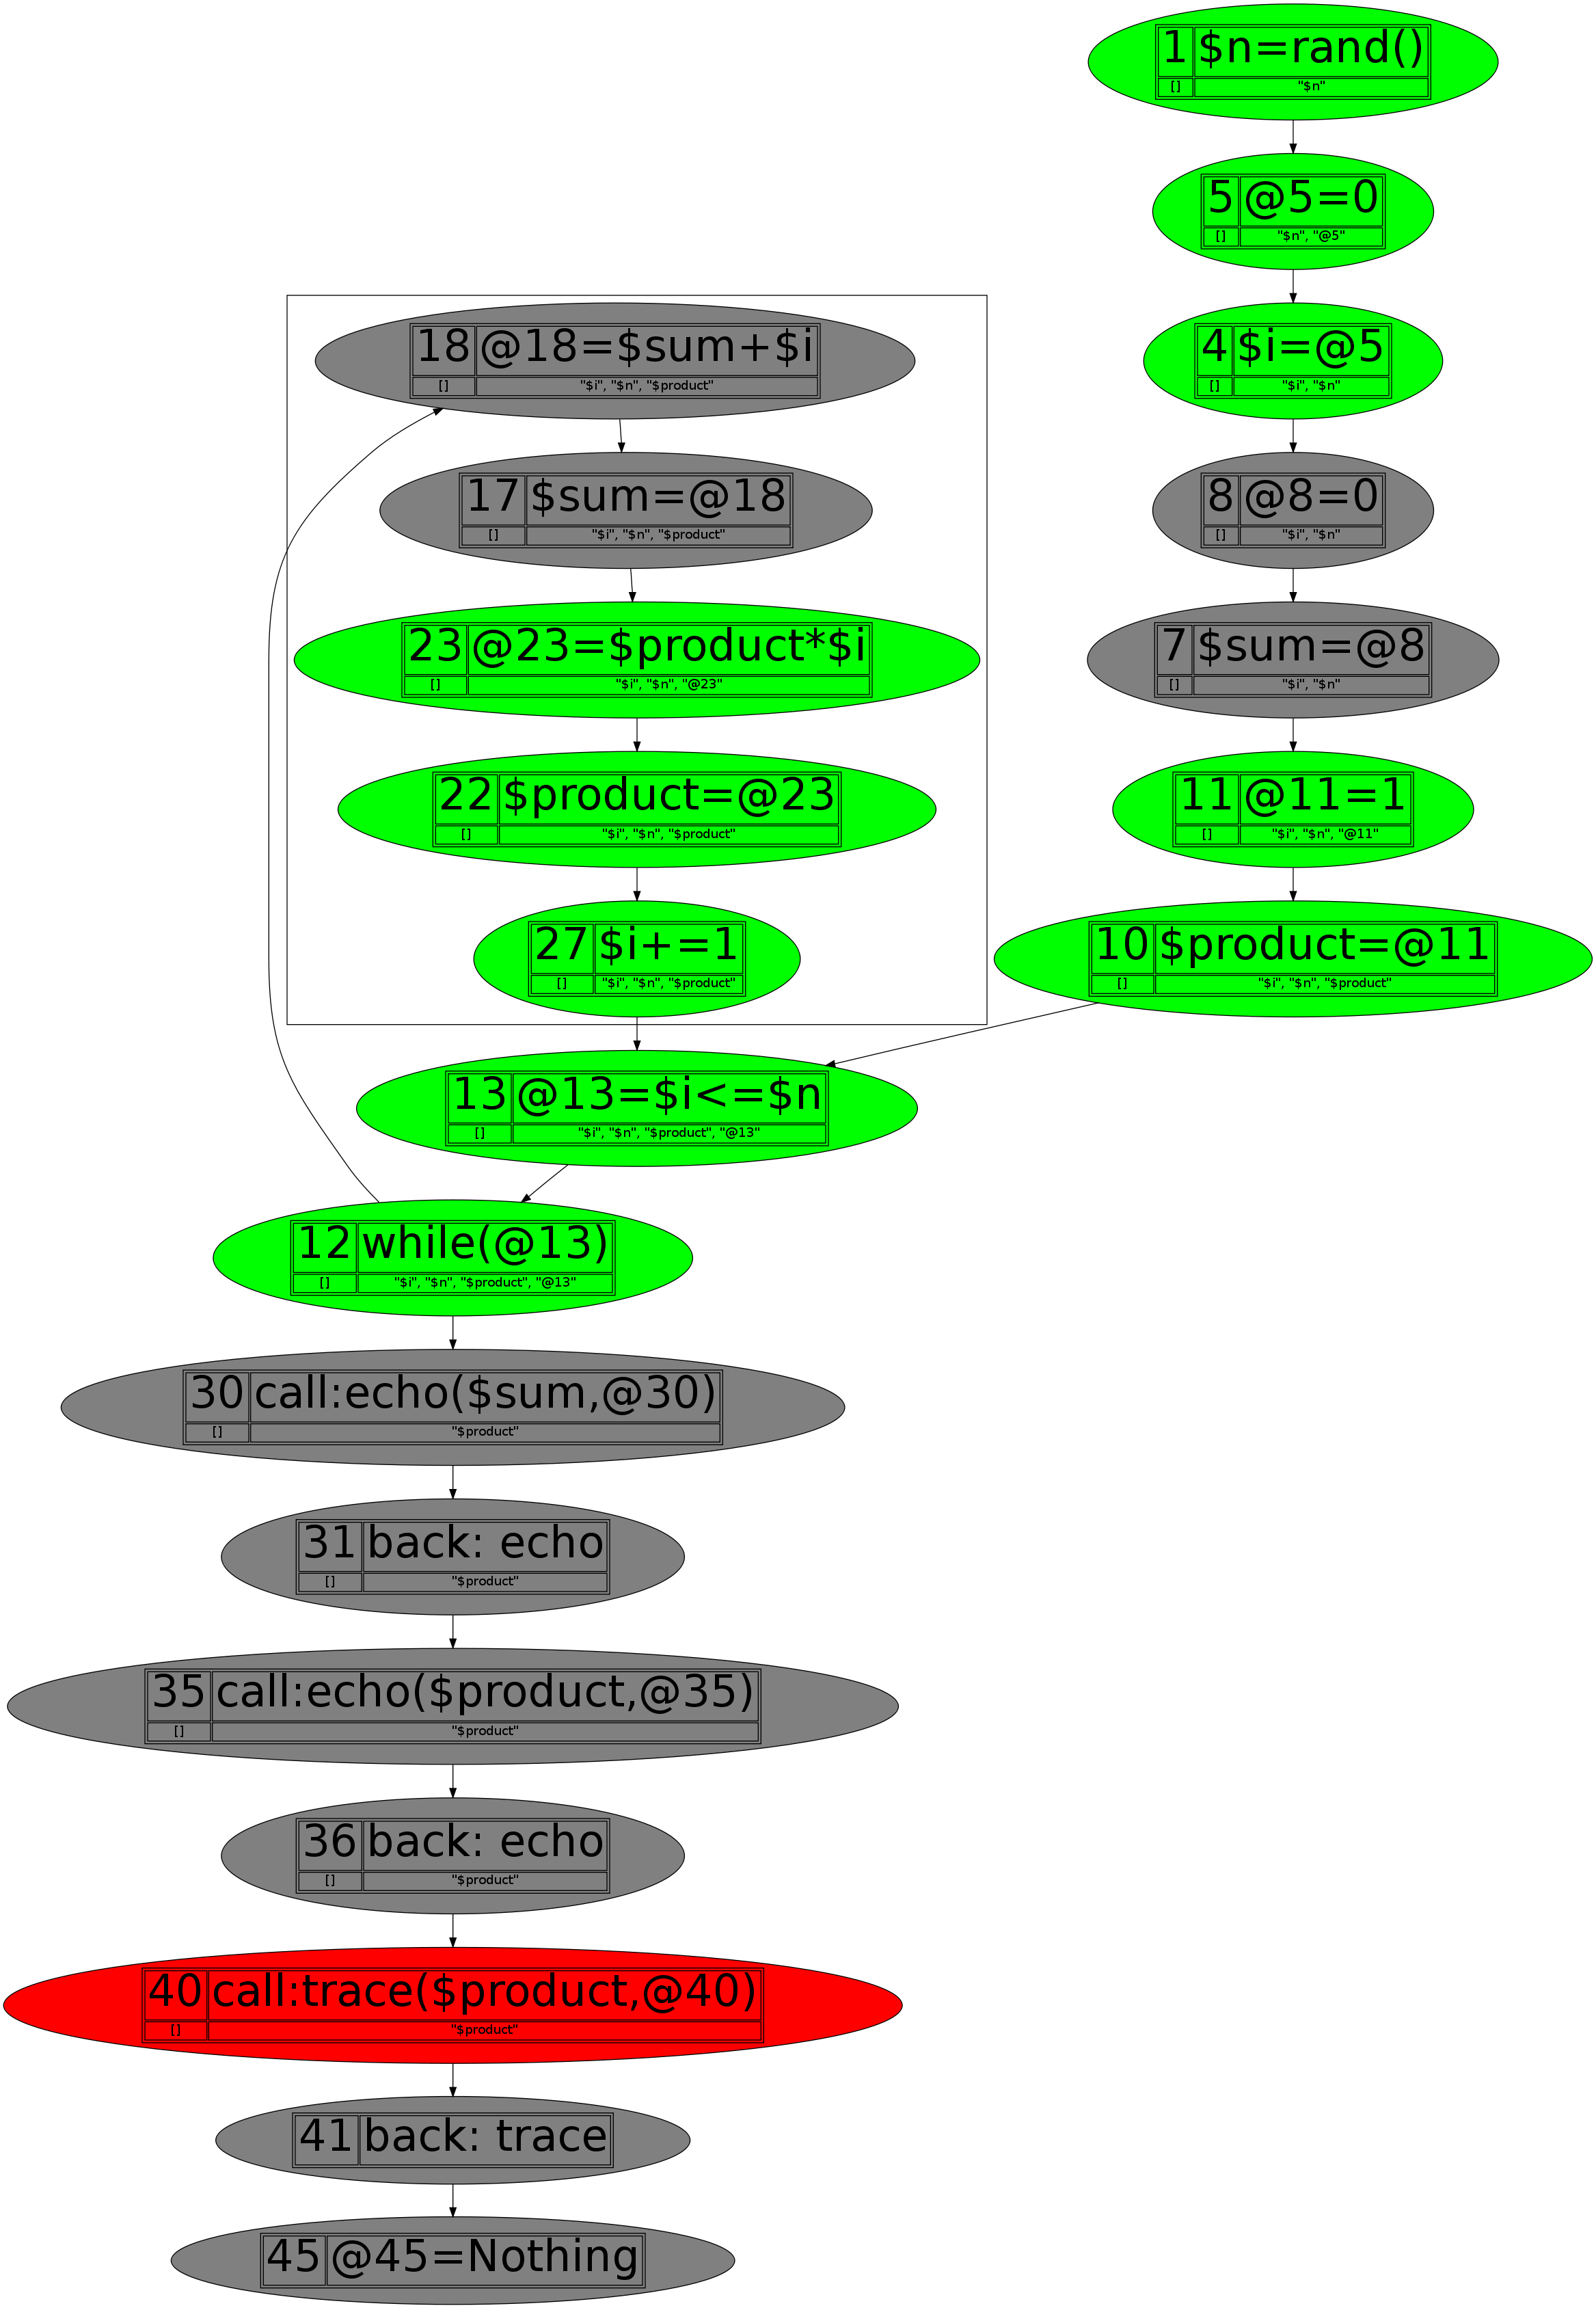 1 $n=rand()
[] "$n"
5 @5=0
[] "$n", "@5"
4 $i=@5
[] "$i", "$n"
8 @8=0
[] "$i", "$n"
7 $sum=@8
[] "$i", "$n"
11 @11=1
[] "$i", "$n", "@11"
10 $product=@11
[] "$i", "$n", "$product"
18 @18=$sum+$i
[] "$i", "$n", "$product"
17 $sum=@18
[] "$i", "$n", "$product"
23 @23=$product*$i
[] "$i", "$n", "@23"
22 $product=@23
[] "$i", "$n", "$product"
27 $i+=1
[] "$i", "$n", "$product"
13 @13=$i<=$n
[] "$i", "$n", "$product", "@13"
12 while(@13)
[] "$i", "$n", "$product", "@13"
30 call:echo($sum,@30)
[] "$product"
31 back: echo
[] "$product"
35 call:echo($product,@35)
[] "$product"
36 back: echo
[] "$product"
40 call:trace($product,@40)
[] "$product"
41 back: trace
45 @45=Nothing